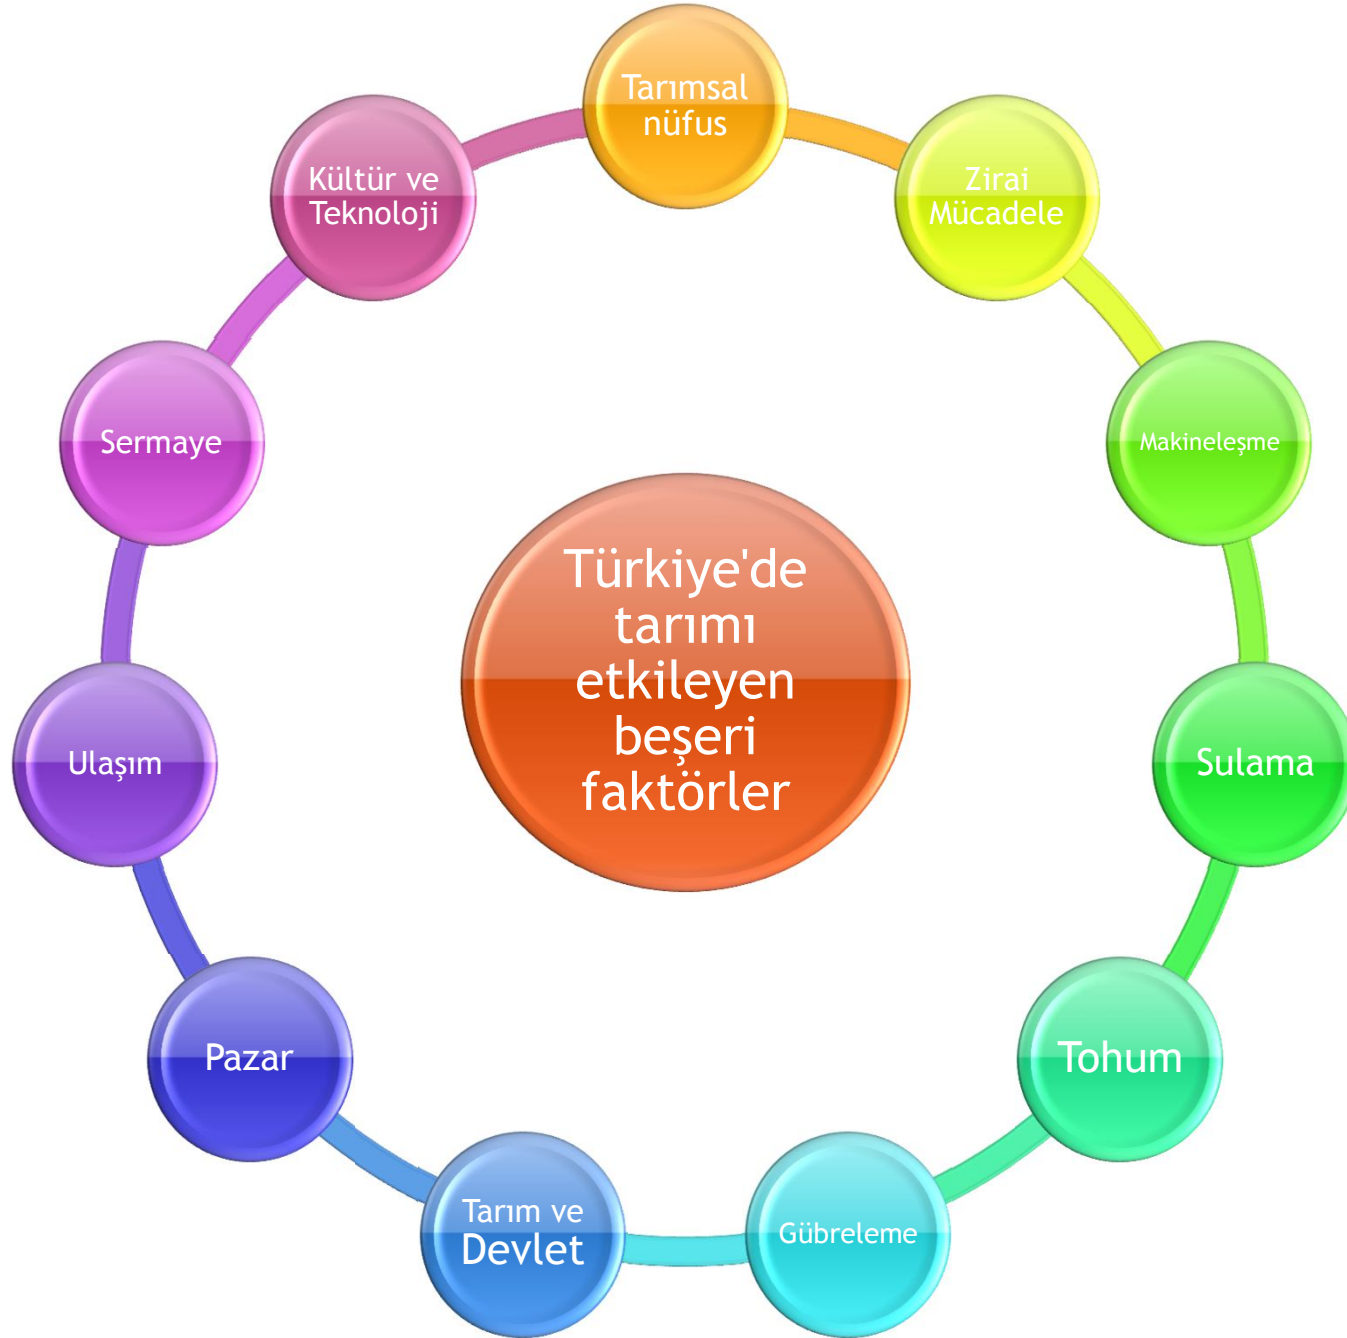 Tarımsal
nüfus
Zirai
Mücadele
Makineleşme
Sulama
Tohum
Gübreleme
Tarım ve
Devlet
Pazar
Ulaşım
Sermaye
Kültür ve
Teknoloji
Türkiye'de
tarımı
etkileyen
beşeri
faktörler